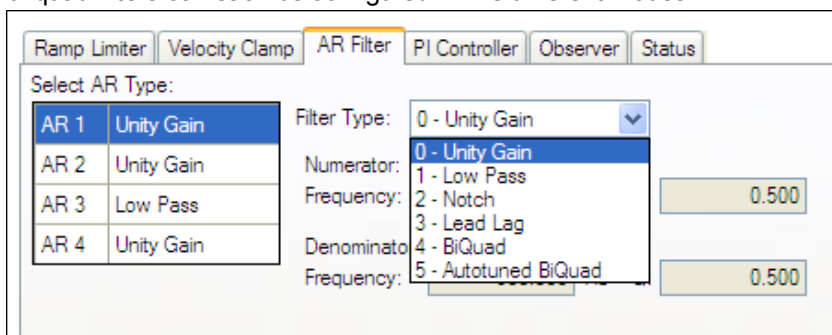 Ramp Limiter Velocity Clamp AR Filter PI Controller Observer Status
Select AR Type:
AR 1 Unity Gain
AR 2 Unity Gain
AR 3 Low Pass
AR 4 Unity Gain
Filter Type: 0 - Unity Gain
0 - Unity Gain
1 - Low Pass
2 - Notch
3 - Lead Lag
4 - BiQuad
5 - Autotuned BiQuad
Numerator:
Frequency: 0.500
Denominato
Frequency: 0.500